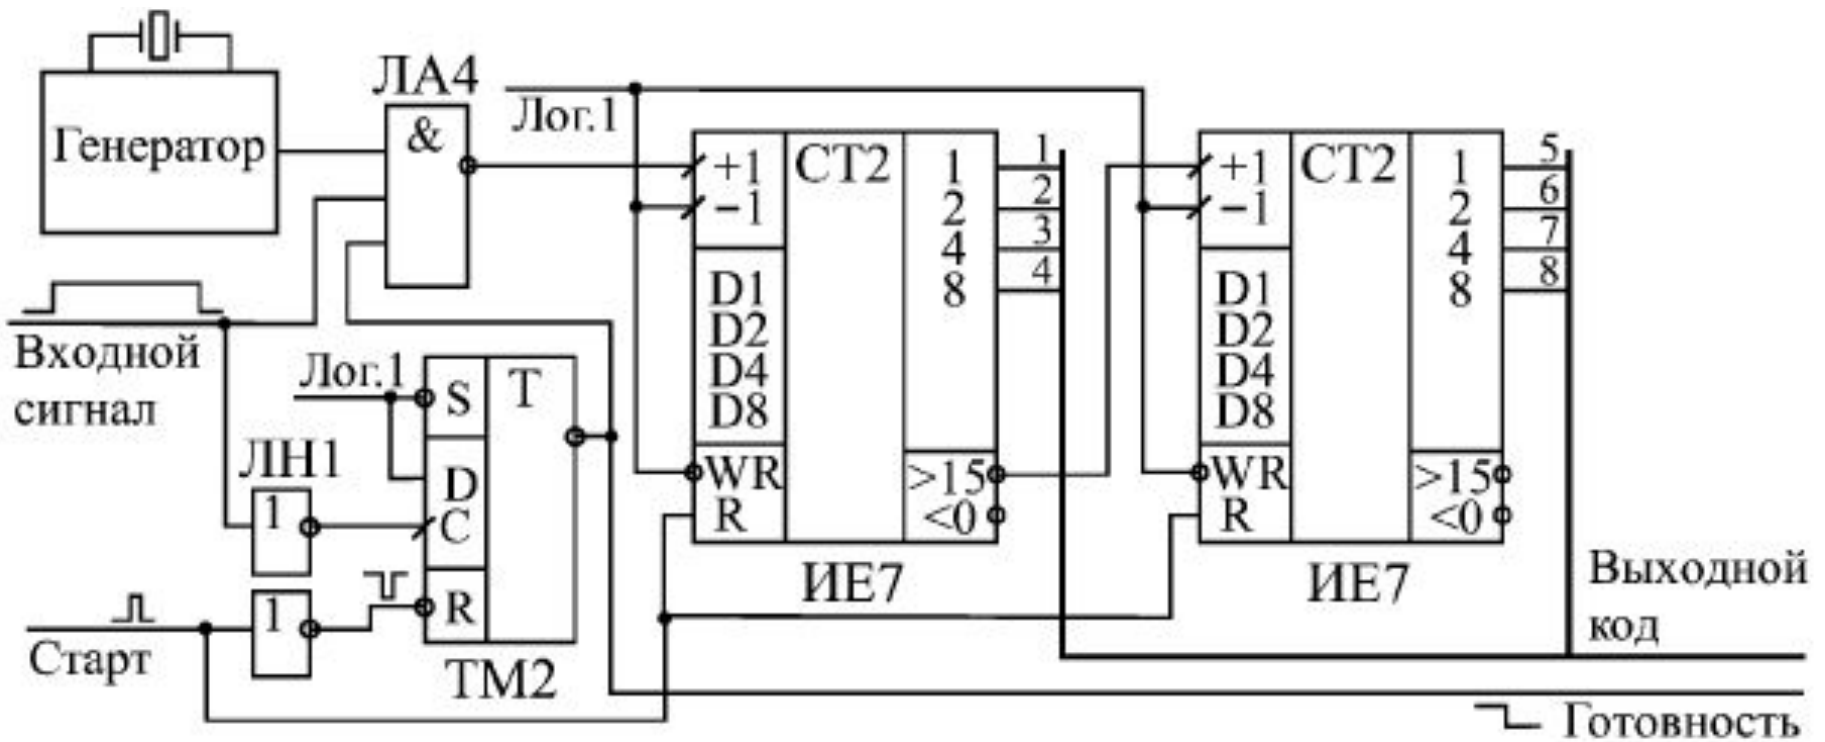 Генератор
ЛА4
&
Лог.1
+1
−1
D1
D2
D4
D8
WR
R
CT2
1
2
4
8
>15
<0
1
2
3
4
ИЕ7
+1
−1
D1
D2
D4
D8
WR
R
CT2
1
2
4
8
>15
<0
5
6
7
8
ИЕ7
Входной
сигнал
Лог.1
S
T
D
C
R
ТМ2
ЛН1
1
1
Старт
Выходной
код
Готовность